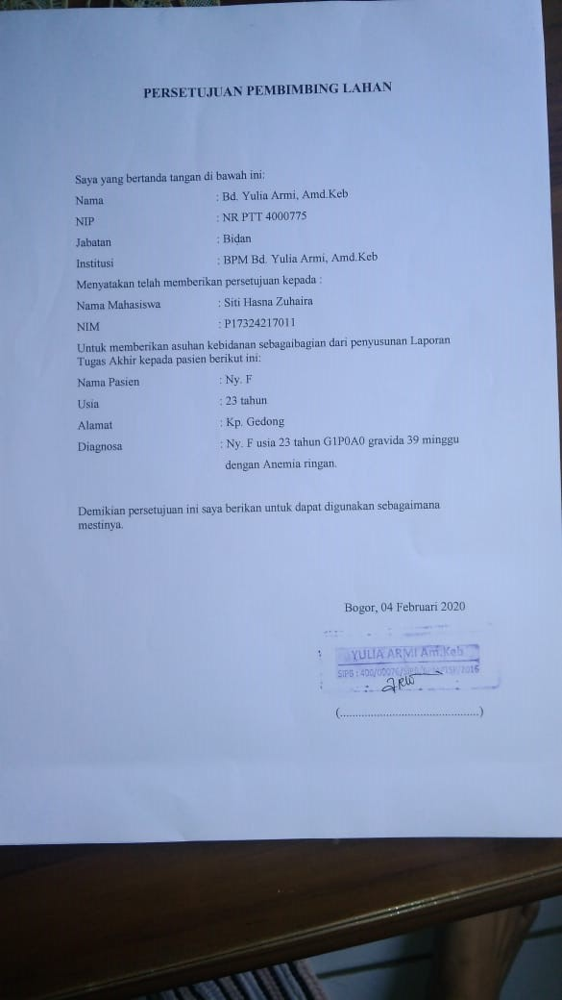 PERSETUJUAN PEMBIMBING LAHAN
Saya yang bertanda tangan di bawah ini:
Nama : Bd. Yulia Armi, Amd.Keb
NIP : NR PTT 4000775
Jabatan : Bidan
Institusi : BPM Bd. Yulia Armi, Amd.Keb
Menyatakan telah memberikan persetujuan kepada :
Nama Mahasiswa : Siti Hasna Zuhaira
NIM : P17324217011
Untuk memberikan asuhan kebidanan sebagaibagian dari penyusunan Laporan
Tugas Akhir kepada pasien berikut ini:
Nama Pasien : Ny. F
Usia : 23 tahun
Alamat : Kp. Gedong
Diagnosa : Ny. F usia 23 tahun G1P0A0 gravida 39 minggu
dengan Anemia ringan.
Demikian persetujuan ini saya berikan untuk dapat digunakan sebagaimana
mestinya.
Bogor, 04 Februari 2020
YULIA ARMI Am.Keb
SIPB :
(.............................................)